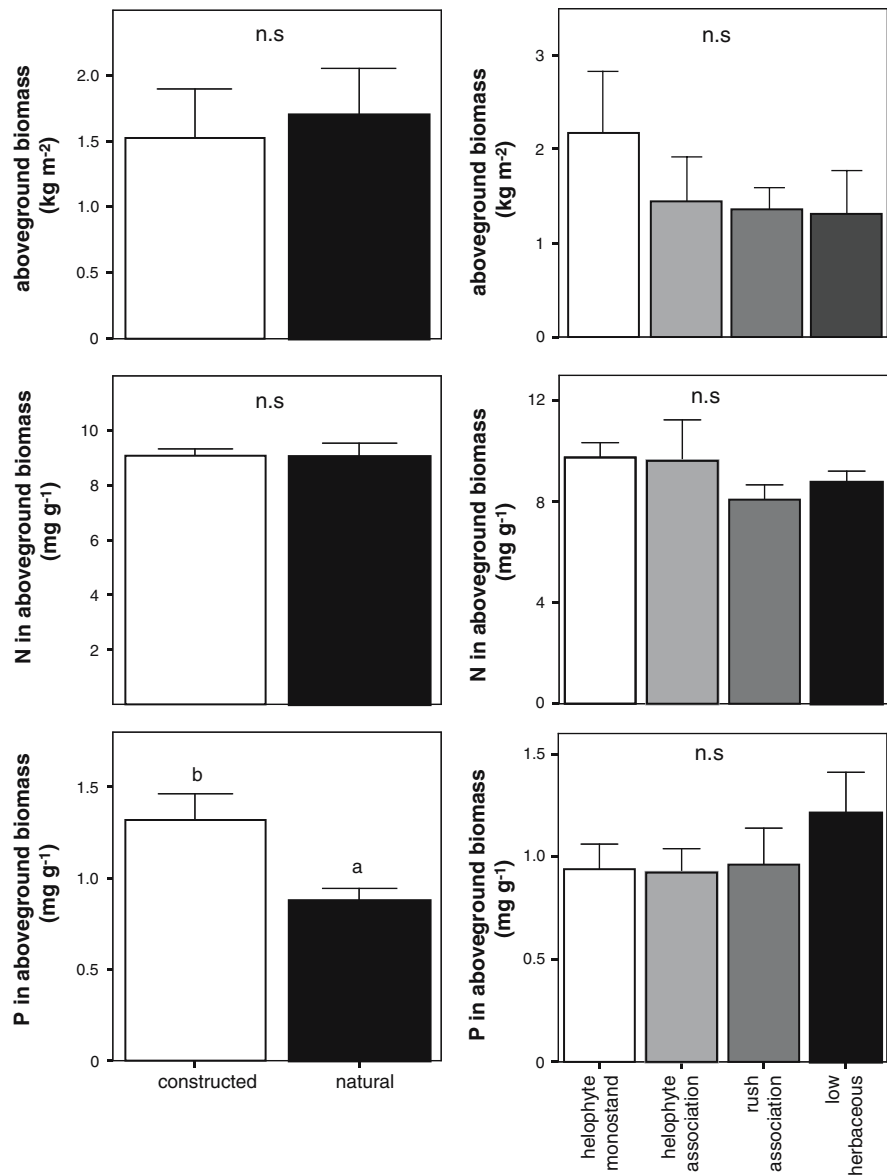 aboveground biomass
(kg m-2)
n.s
2.0
1.5
1.0
0.5
0
aboveground biomass
(kg m-2)
n.s
3
2
1
0
N in aboveground biomass
(mg g-1)
n.s
10
8
6
4
2
N in aboveground biomass
(mg g-1)
n.s
12
8
4
0
P in aboveground biomass
(mg g-1)
b
a
1.5
1.0
0.5
0
constructed
natural
P in aboveground biomass
(mg g-1)
n.s
1.5
1.0
0.5
0
helophyte
monostand
helophyte
association
rush
association
low
herbaceous